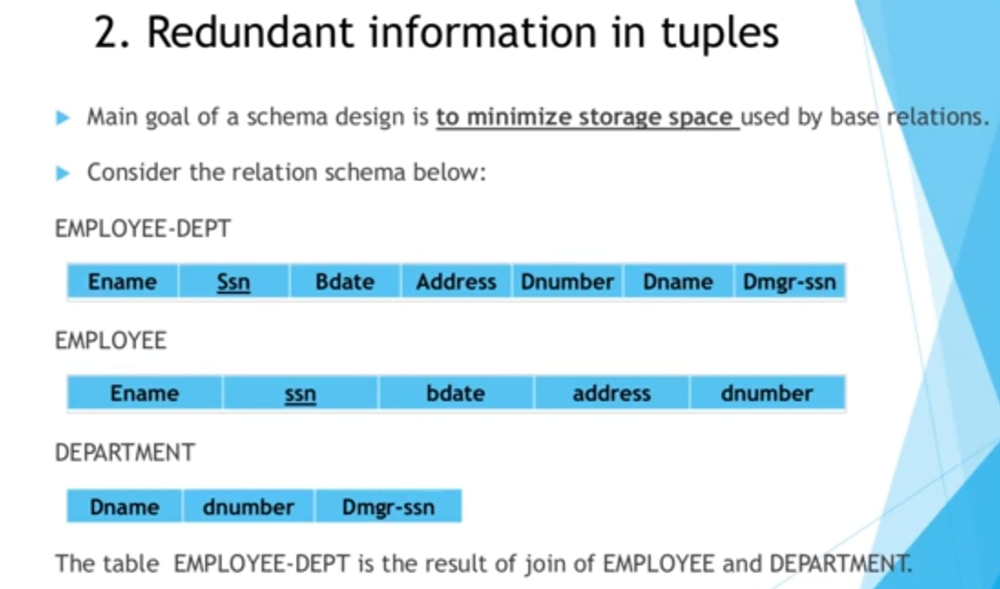 2. Redundant information in tuples
Main goal of a schema design is to minimize storage space used by base relations.
Consider the relation schema below:
EMPLOYEE-DEPT
Ename Ssn Bdate Address Dnumber Dname Dmgr-ssn
EMPLOYEE
Ename ssn bdate address dnumber
DEPARTMENT
Dname dnumber Dmgr-ssn
The table EMPLOYEE-DEPT is the result of join of EMPLOYEE and DEPARTMENT.